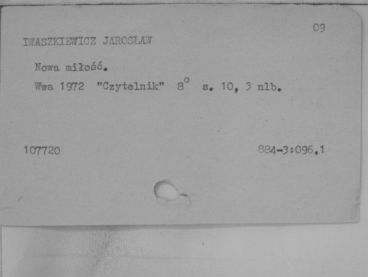 09
IWASZKIEWICZ JAROSŁAW
Nowa miłość.
Wwa 1972 "Czytelnik" 8° s. 10, 3 nlb.
107720 884-3:096,1